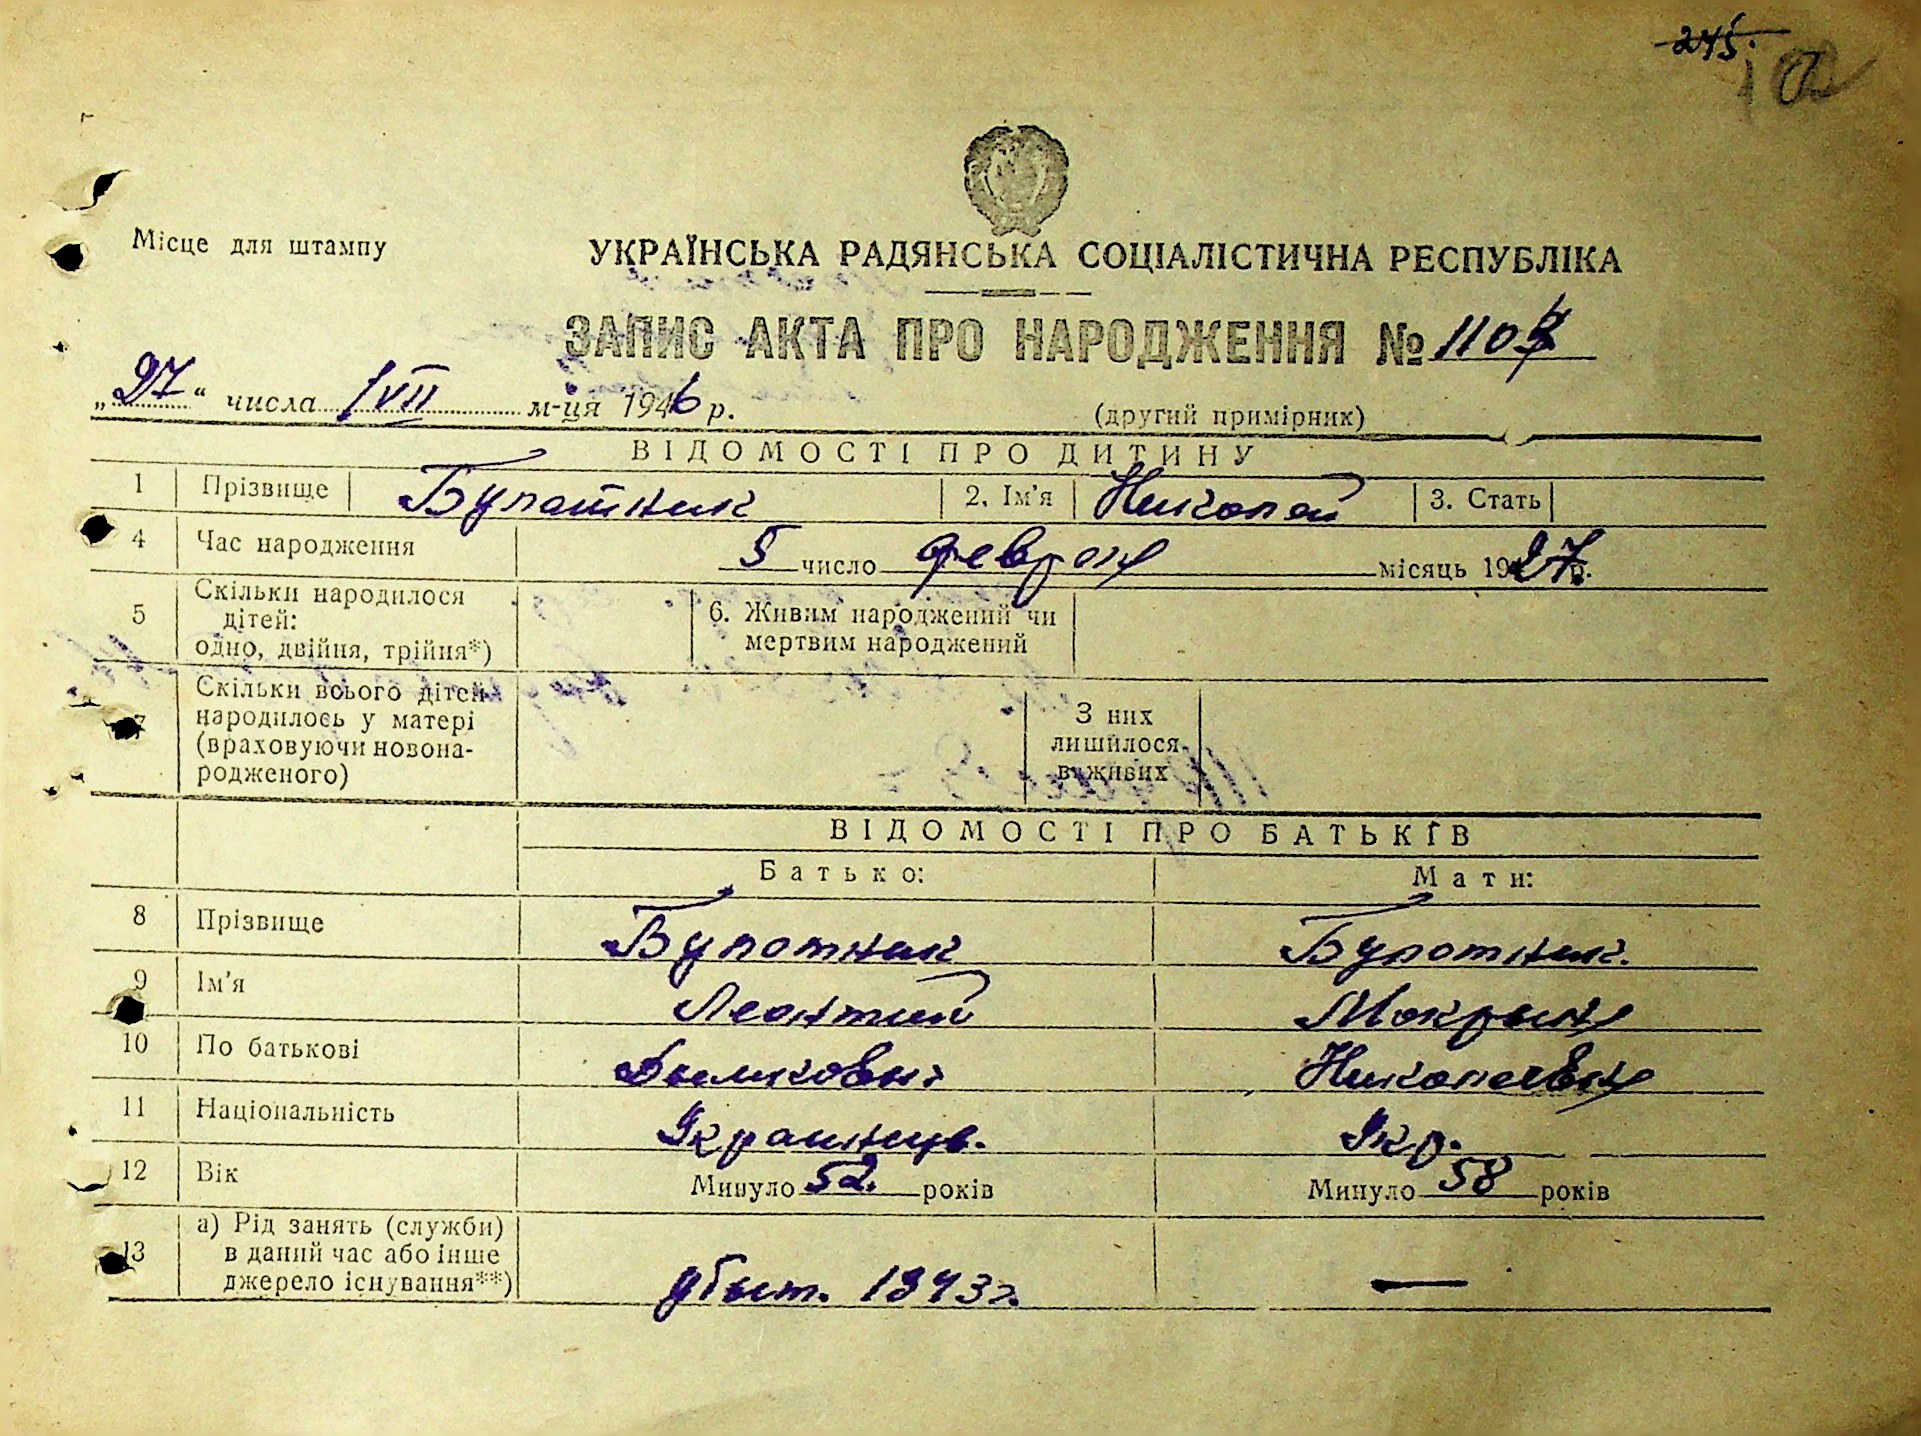 245.
Місце для штампу
УКРАЇНСЬКА РАДЯНСЬКА СОЦІАЛІСТИЧНА РЕСПУБЛІКА
ЗАПИС АКТА ПРО НАРОДЖЕННЯ № 110
„27“ числа VII м-ця 1946 р.
(другий примірник)
ВІДОМОСТІ ПРО ДИТИНУ
1 Прізвище Булатник 2. Ім'я Николай 3. Стать
4 Час народження 5 число февраля місяць 1927 р.
5 Скільки народилося дітей: одно, двійня, трійня*) 6. Живим народжений чи мертвим народжений
7 Скільки всього дітей народилось у матері (враховуючи новонародженого) З них лишилося в живих
ВІДОМОСТІ ПРО БАТЬКІВ
Батько: Мати:
8 Прізвище Булатник Булатник.
9 Ім'я Леонтий Мокрына
10 По батькові Николаевна
11 Національність Украинцев. Укр.
12 Вік Минуло 52. років Минуло 58 років
13 а) Рід занять (служби) в даний час або інше джерело існування**) убыт. 1943 г. —